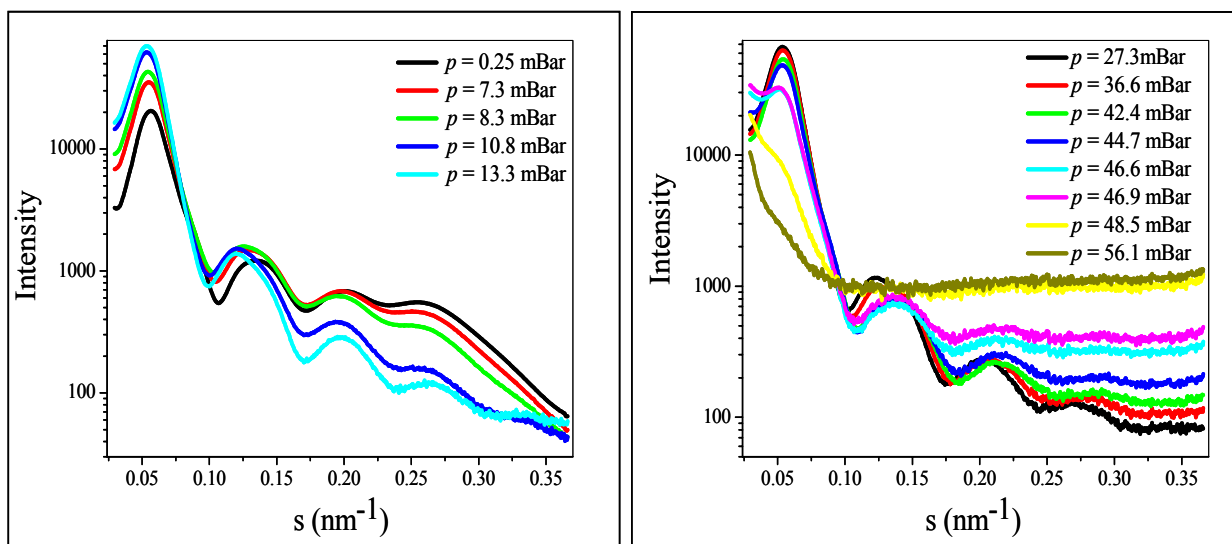 p = 0.25 mBar
p = 7.3 mBar
p = 8.3 mBar
p = 10.8 mBar
p = 13.3 mBar
10000
1000
100
Intensity
0.05 0.10 0.15 0.20 0.25 0.30 0.35
s (nm⁻¹)
p = 27.3mBar
p = 36.6 mBar
p = 42.4 mBar
p = 44.7 mBar
p = 46.6 mBar
p = 46.9 mBar
p = 48.5 mBar
p = 56.1 mBar
10000
1000
100
Intensity
0.05 0.10 0.15 0.20 0.25 0.30 0.35
s (nm⁻¹)